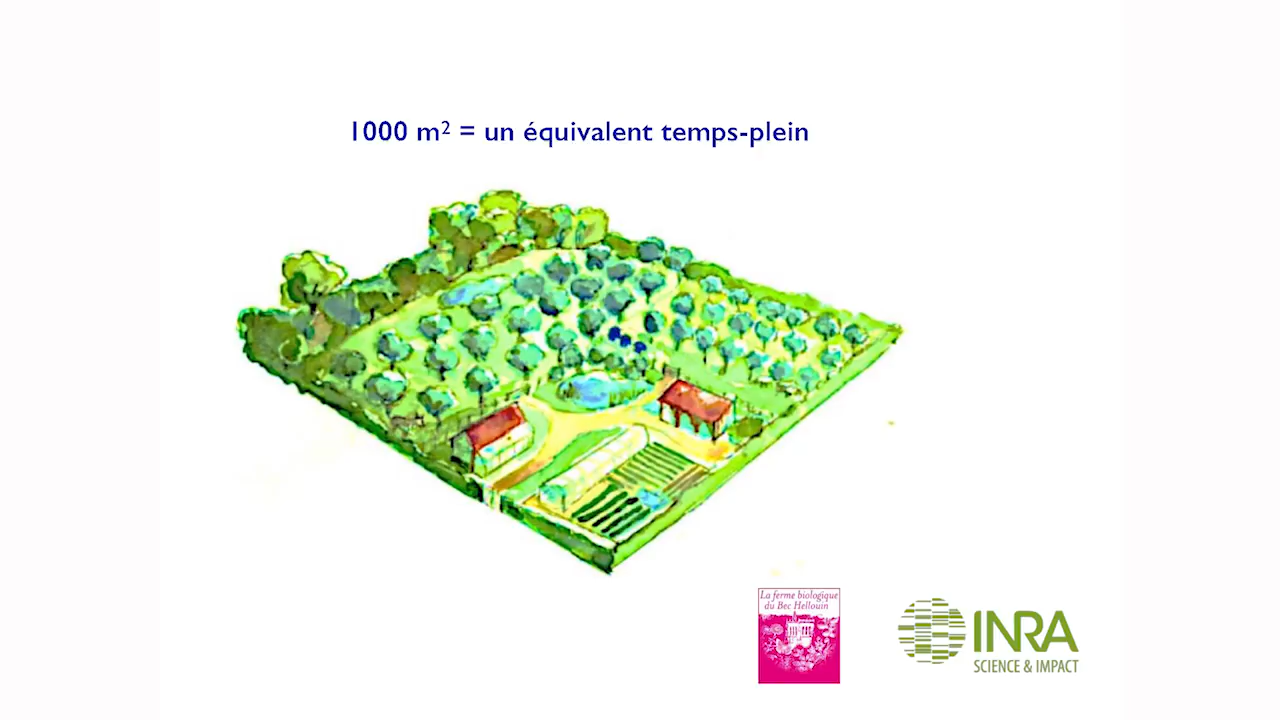 1000 m² = un équivalent temps-plein
La ferme biologique
du Bec Hellouin
INRA
SCIENCE & IMPACT